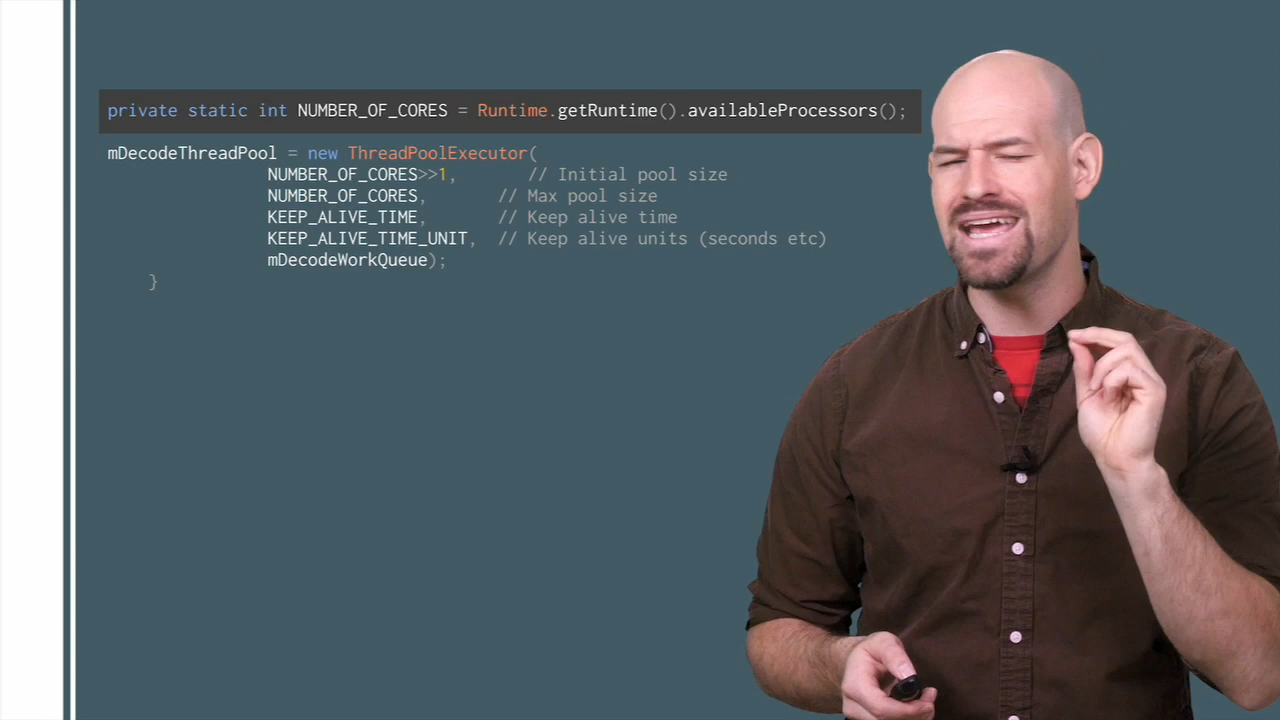 private static int NUMBER_OF_CORES = Runtime.getRuntime().availableProcessors();
mDecodeThreadPool = new ThreadPoolExecutor(
NUMBER_OF_CORES>>1, // Initial pool size
NUMBER_OF_CORES, // Max pool size
KEEP_ALIVE_TIME, // Keep alive time
KEEP_ALIVE_TIME_UNIT, // Keep alive units (seconds etc)
mDecodeWorkQueue);
}